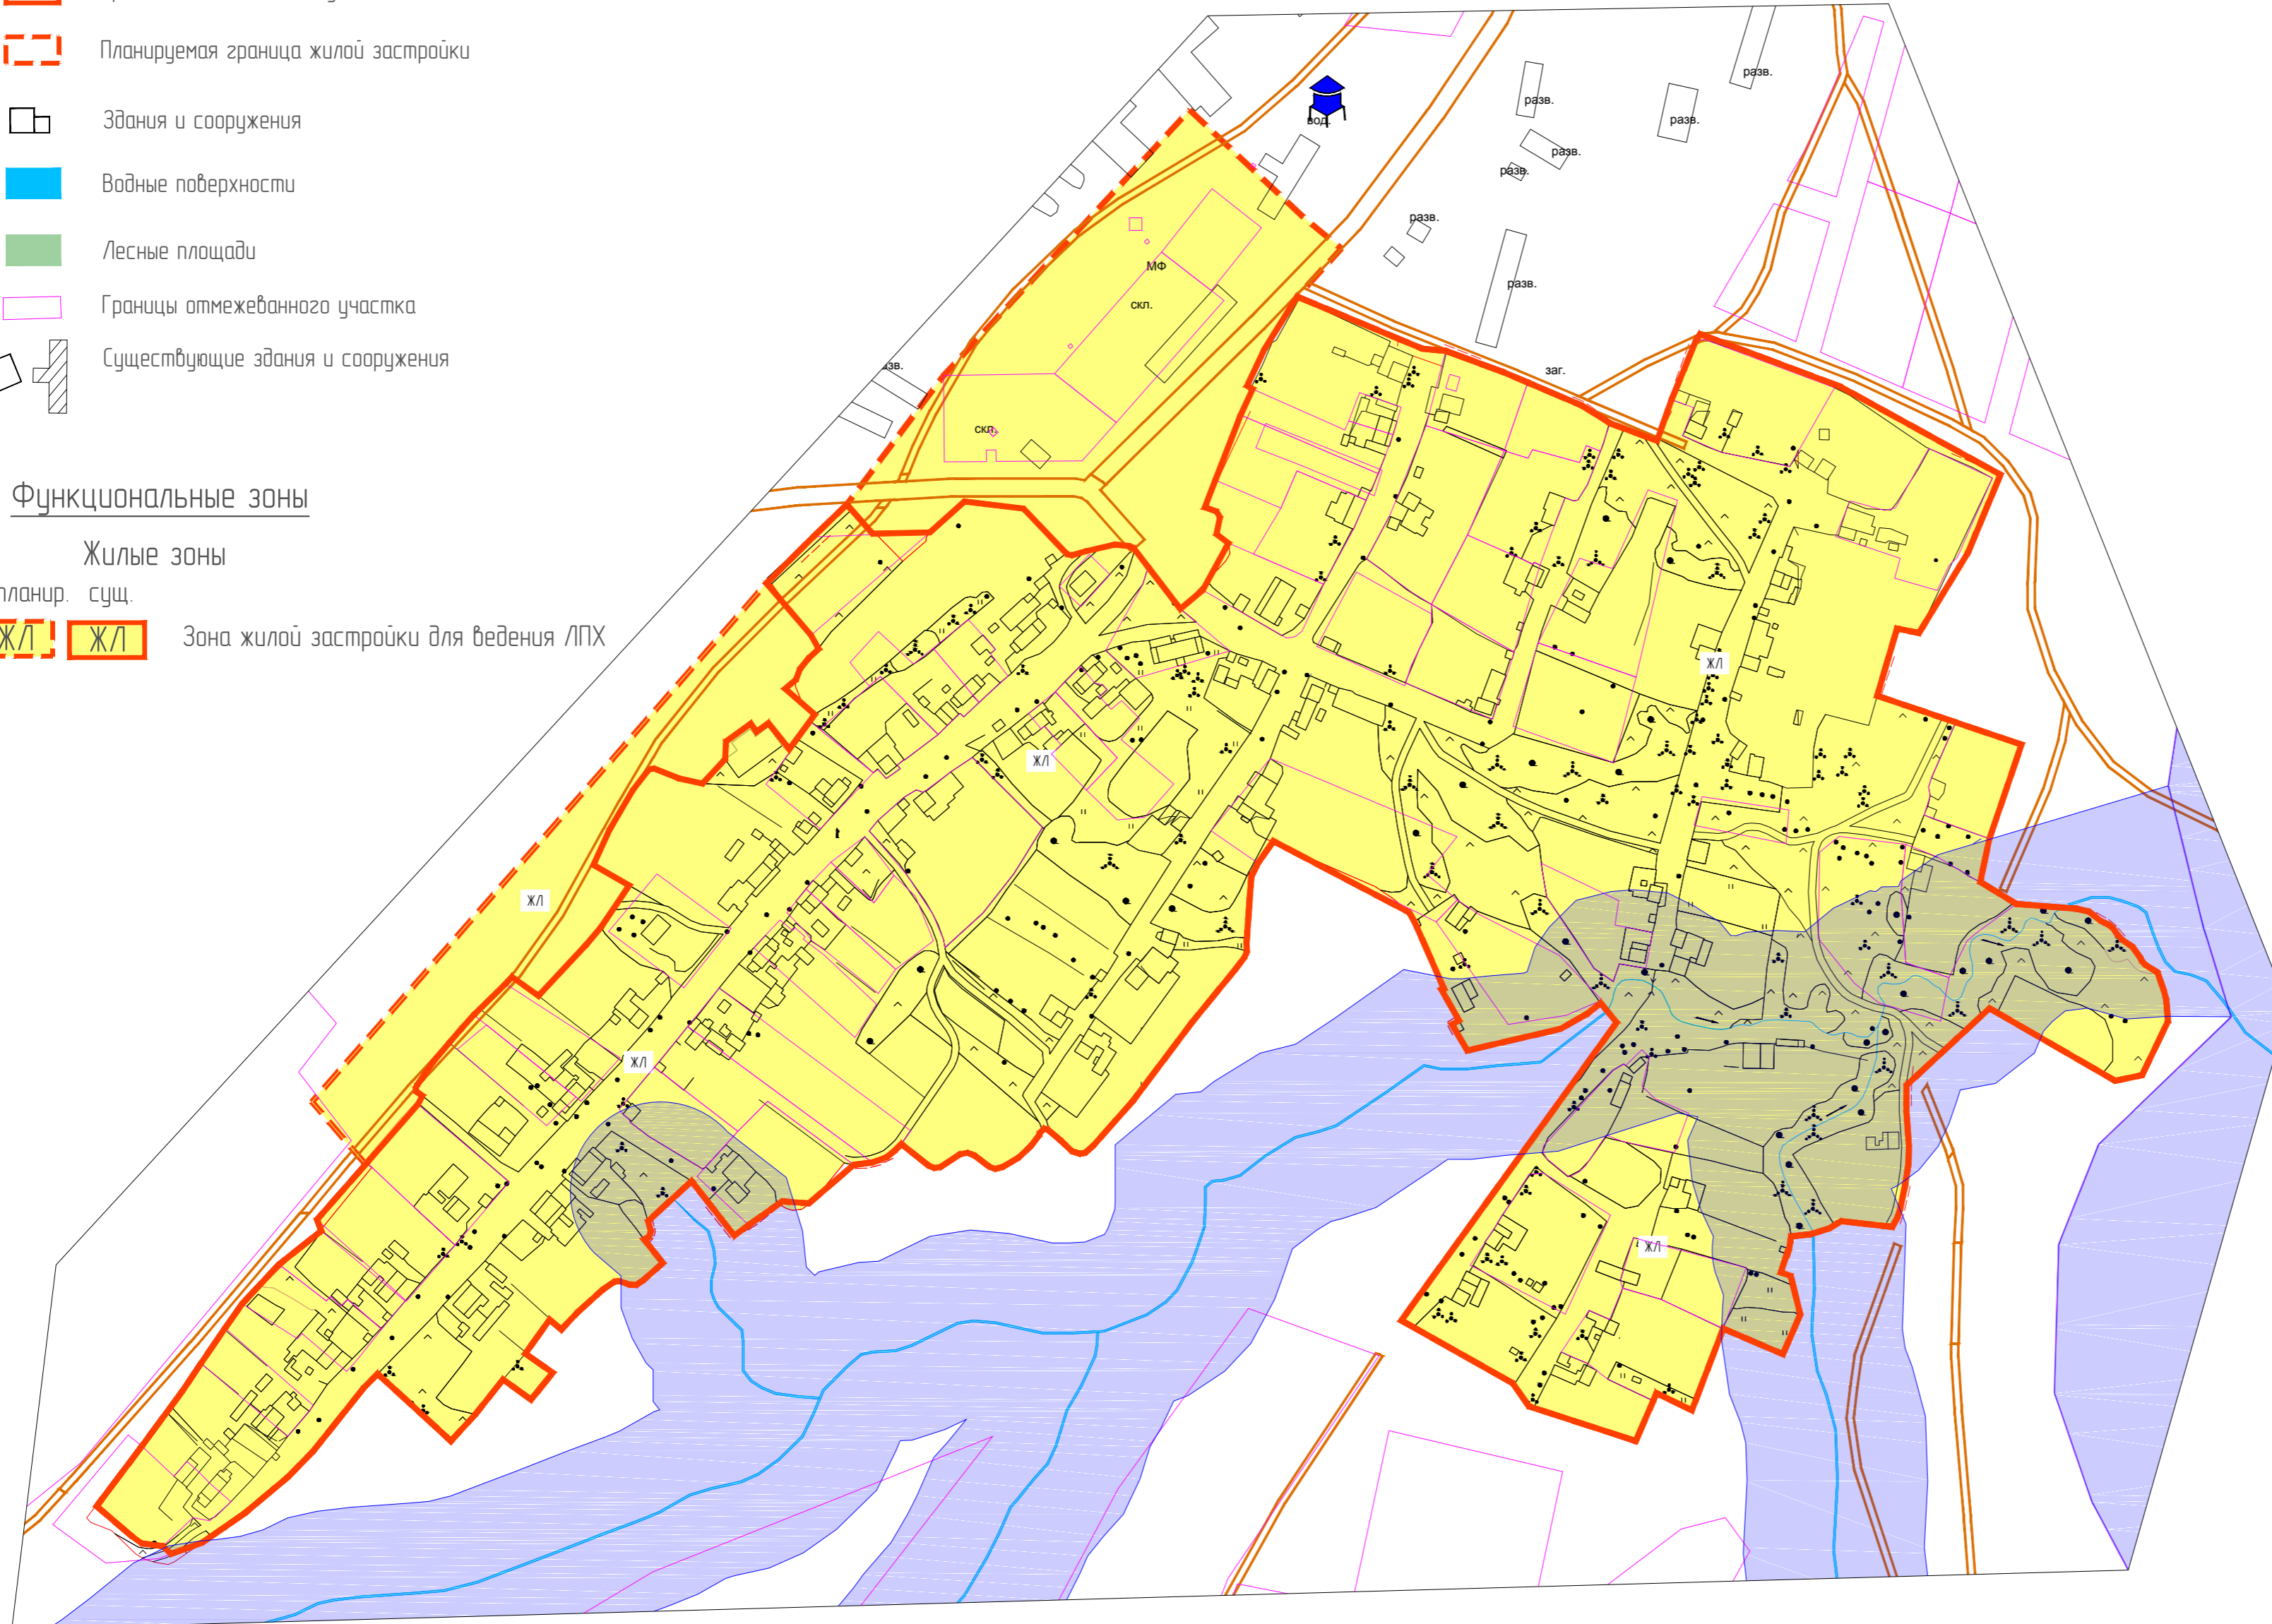 Планируемая граница жилой застройки
Здания и сооружения
Водные поверхности
Лесные площади
Границы отмежеванного участка
Существующие здания и сооружения
Функциональные зоны
Жилые зоны
планир. сущ.
ЖЛ ЖЛ Зона жилой застройки для ведения ЛПХ
вод.
разв.
разв.
разв.
разв.
разв.
разв.
разв.
МФ
скл.
заг.
скл.
ЖЛ
ЖЛ
ЖЛ
ЖЛ
ЖЛ